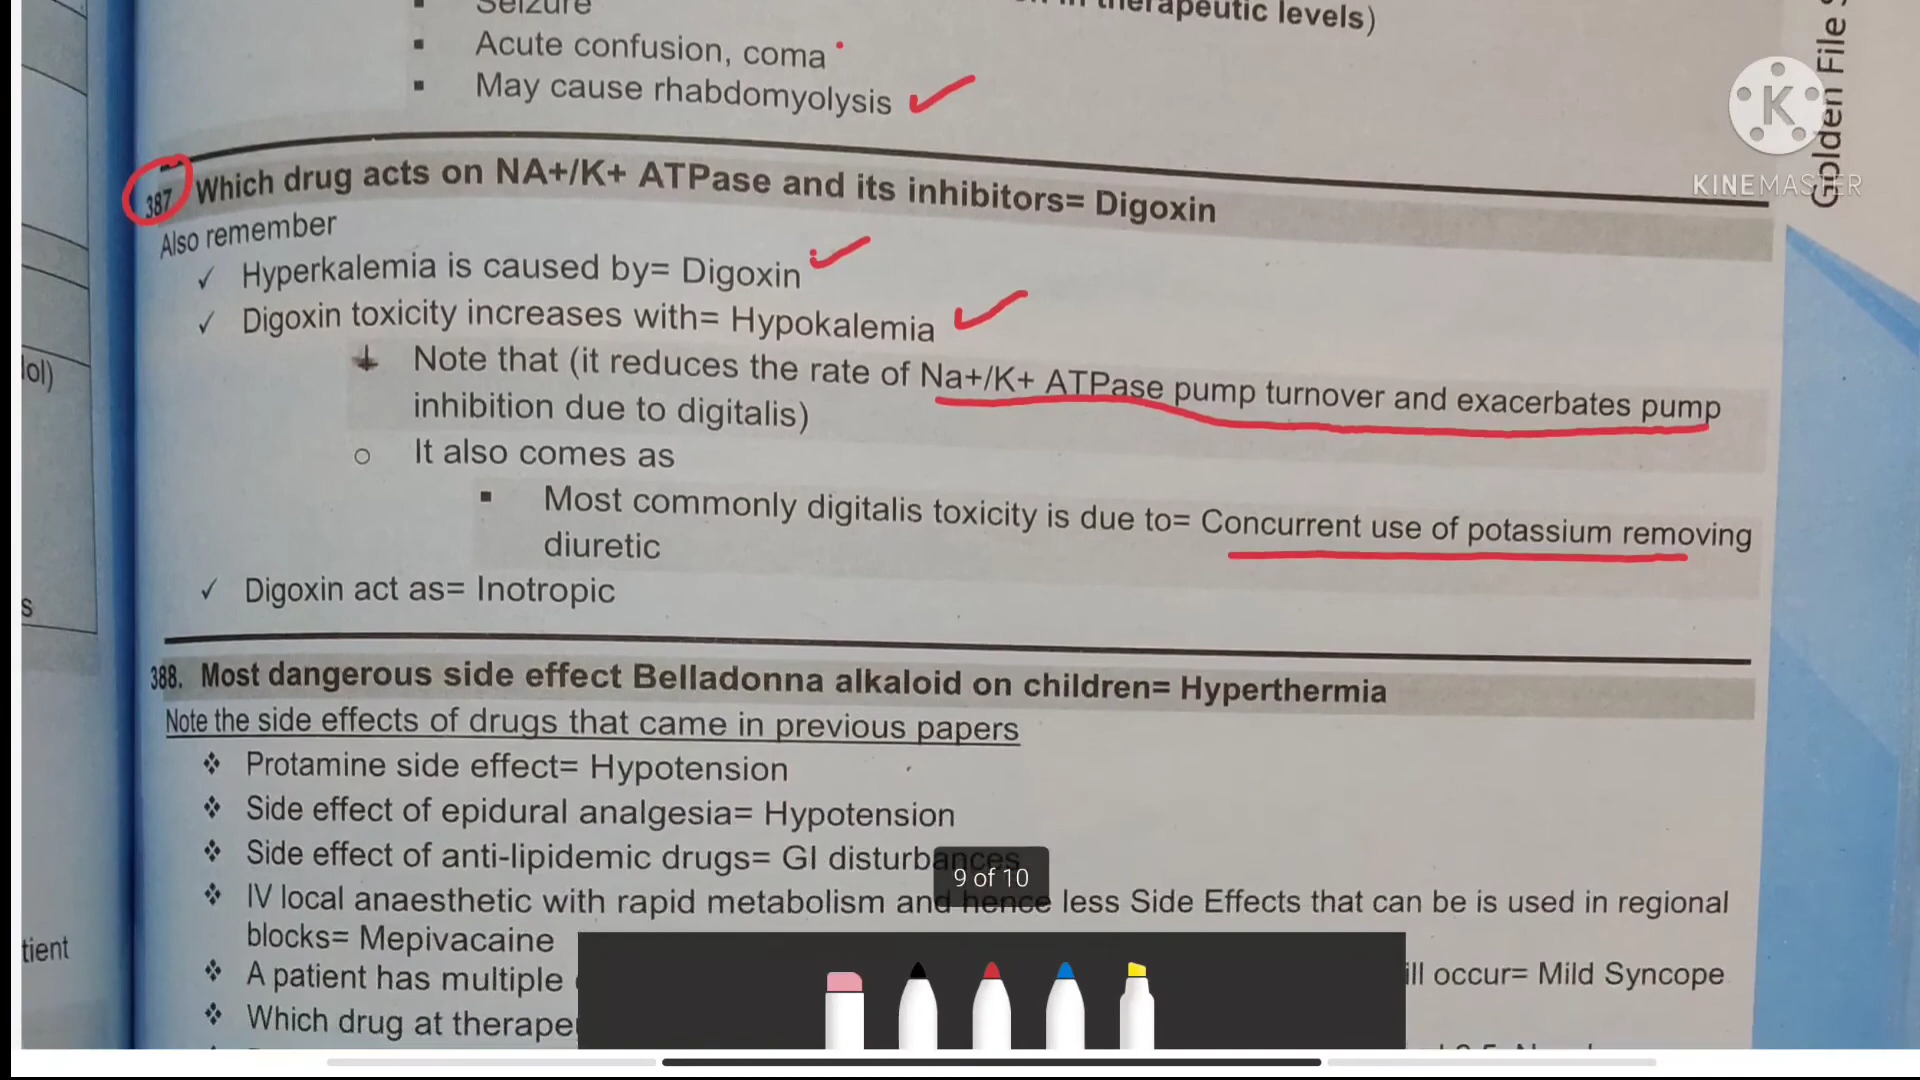 Seizure
therapeutic levels)
Acute confusion, coma
May cause rhabdomyolysis
387 Which drug acts on NA+/K+ ATPase and its inhibitors= Digoxin
Also remember
Hyperkalemia is caused by= Digoxin
Digoxin toxicity increases with= Hypokalemia
Note that (it reduces the rate of Na+/K+ ATPase pump turnover and exacerbates pump
inhibition due to digitalis)
It also comes as
Most commonly digitalis toxicity is due to= Concurrent use of potassium removing
diuretic
Digoxin act as= Inotropic
388. Most dangerous side effect Belladonna alkaloid on children= Hyperthermia
Note the side effects of drugs that came in previous papers
Protamine side effect= Hypotension
Side effect of epidural analgesia= Hypotension
Side effect of anti-lipidemic drugs= GI disturbances
9 of 10
IV local anaesthetic with rapid metabolism and hence less Side Effects that can be is used in regional
blocks= Mepivacaine
A patient has multiple
ill occur= Mild Syncope
Which drug at therape
lol)
s
tient
Golden File
K
KINEMASTER